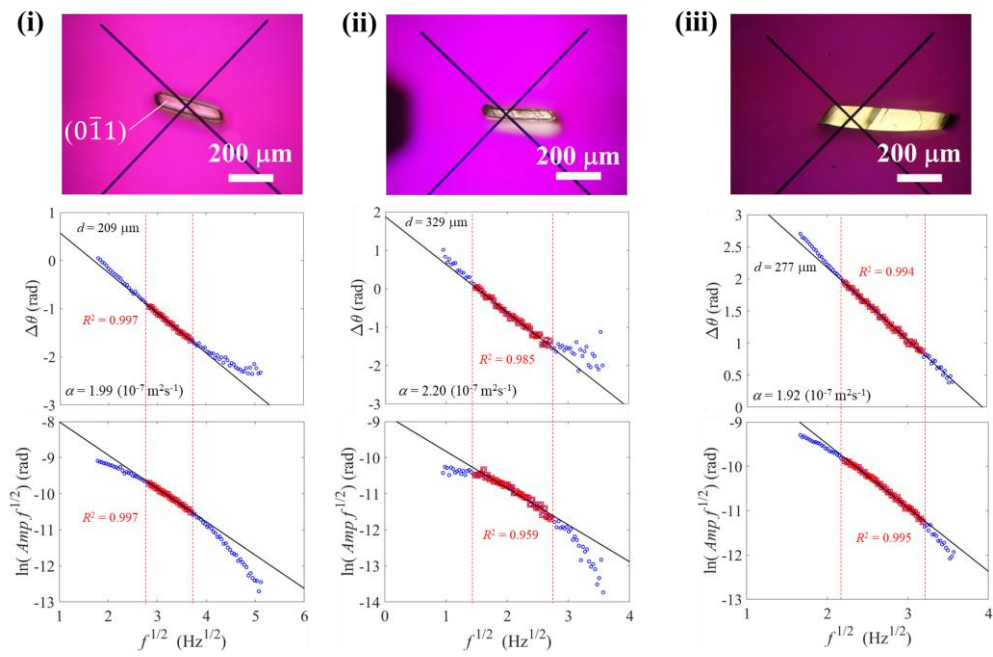 (i) (ii) (iii)
(01̅1)
200 μm 200 μm 200 μm
1
d = 209 μm
0
Δθ (rad)
-1
R² = 0.997
-2
α = 1.99 (10⁻⁷ m²s⁻¹)
-3
-8
-9
ln( Amp f^1/2) (rad)
-10
-11
R² = 0.997
-12
-13
1 2 3 4 5 6
f^1/2 (Hz^1/2)
2
d = 329 μm
1
Δθ (rad)
0
-1
R² = 0.985
-2
α = 2.20 (10⁻⁷ m²s⁻¹)
-3
-9
-10
ln( Amp f^1/2) (rad)
-11
R² = 0.959
-12
-13
-14
0 1 2 3 4
f^1/2 (Hz^1/2)
3
2.5
R² = 0.994
2
d = 277 μm
Δθ (rad)
1.5
1
0.5
α = 1.92 (10⁻⁷ m²s⁻¹)
0
-9
-10
ln( Amp f^1/2) (rad)
-11
R² = 0.995
-12
-13
1 2 3 4
f^1/2 (Hz^1/2)